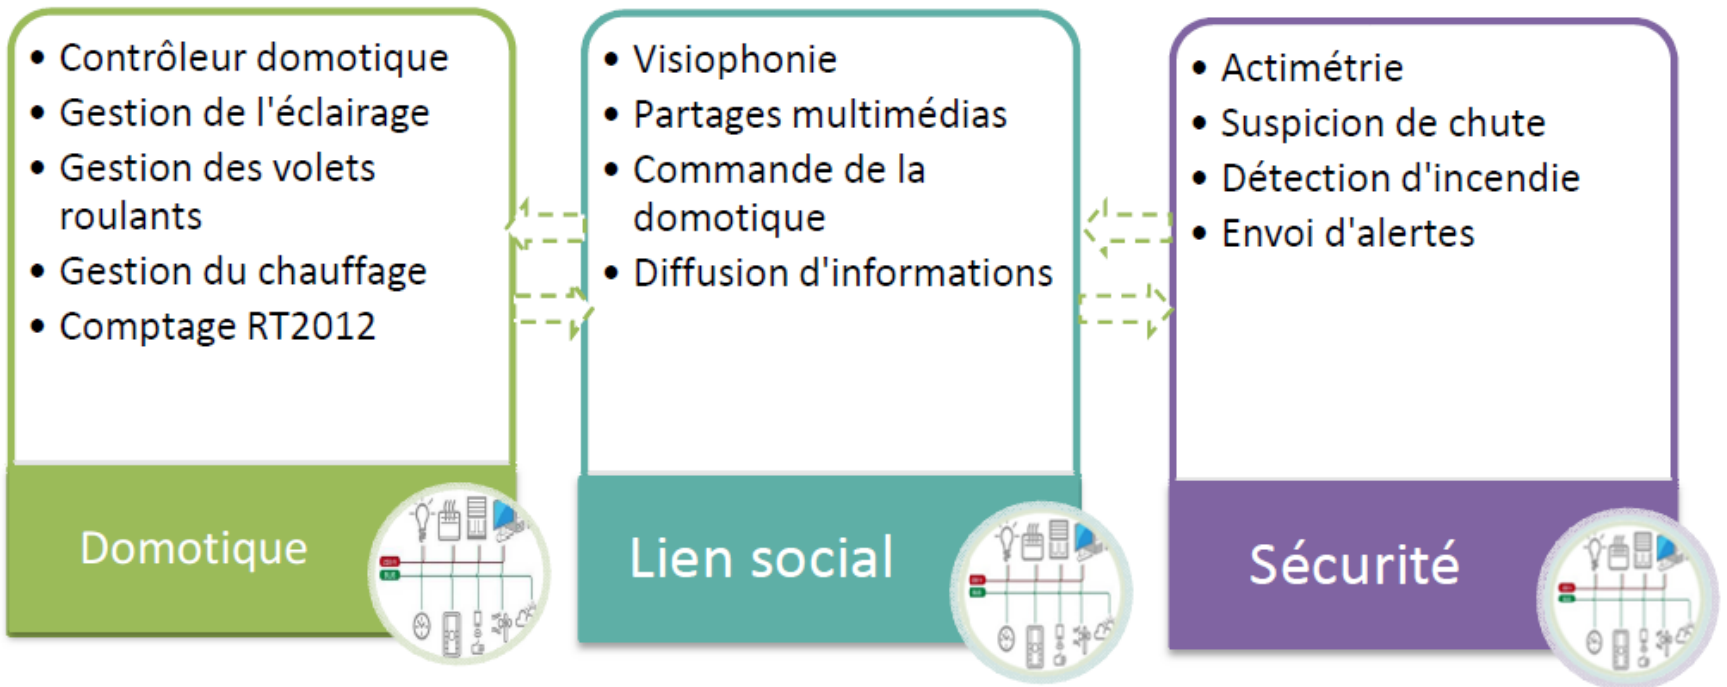 • Contrôleur domotique
• Gestion de l'éclairage
• Gestion des volets
roulants
• Gestion du chauffage
• Comptage RT2012
Domotique
• Visiophonie
• Partages multimédias
• Commande de la
domotique
• Diffusion d'informations
Lien social
• Actimétrie
• Suspicion de chute
• Détection d'incendie
• Envoi d'alertes
Sécurité